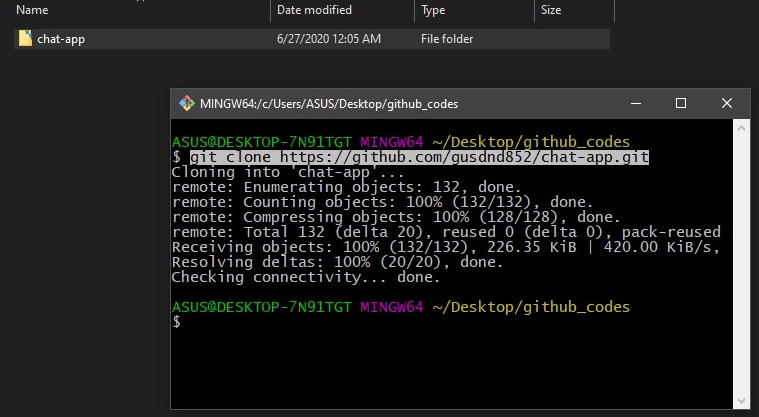 Name Date modified Type Size
chat-app 6/27/2020 12:05 AM File folder
MINGW64:/c/Users/ASUS/Desktop/github_codes
ASUS@DESKTOP-7N91TGT MINGW64 ~/Desktop/github_codes
$ git clone https://github.com/gusdnd852/chat-app.git
Cloning into 'chat-app'...
remote: Enumerating objects: 132, done.
remote: Counting objects: 100% (132/132), done.
remote: Compressing objects: 100% (128/128), done.
remote: Total 132 (delta 20), reused 0 (delta 0), pack-reused
Receiving objects: 100% (132/132), 226.35 KiB | 420.00 KiB/s,
Resolving deltas: 100% (20/20), done.
Checking connectivity... done.
ASUS@DESKTOP-7N91TGT MINGW64 ~/Desktop/github_codes
$